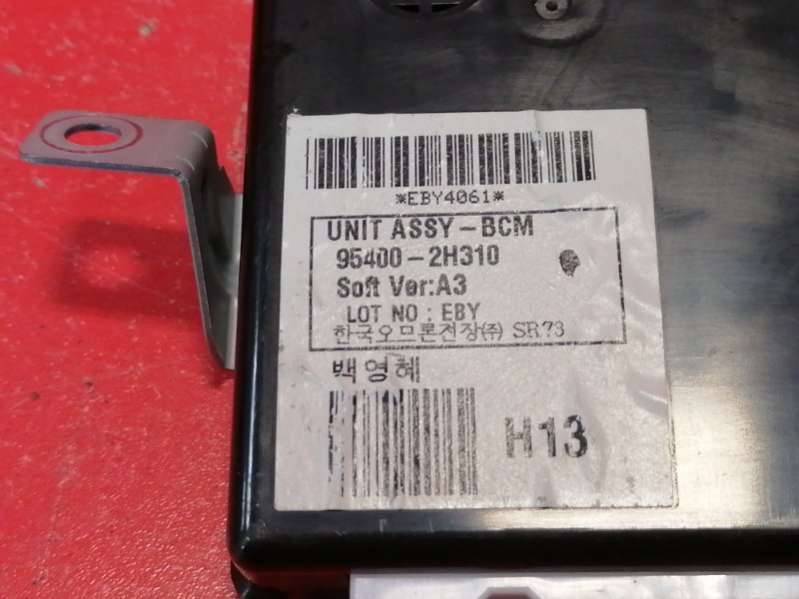 *EBY4061*
UNIT ASSY-BCM
95400-2H310
Soft Ver:A3
LOT NO : EBY
한국오므론전장(주) SR73
백영혜
H13